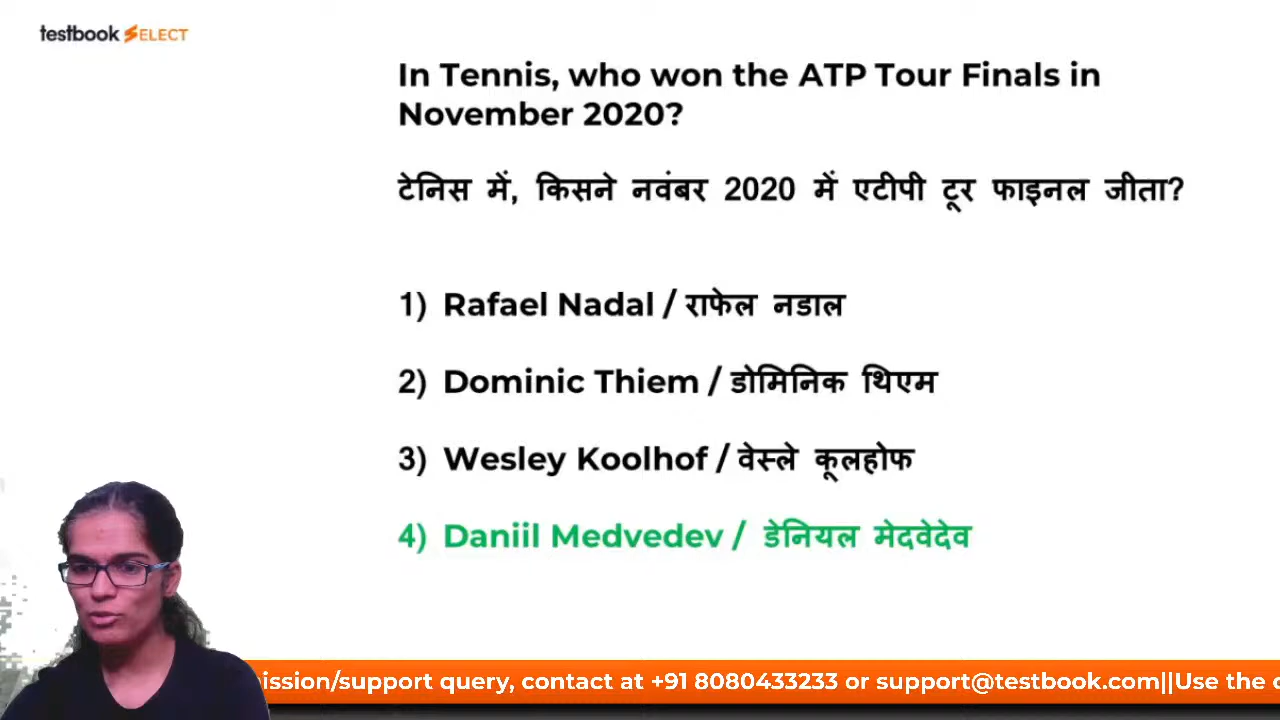 testbook SELECT
In Tennis, who won the ATP Tour Finals in
November 2020?
टेनिस में, किसने नवंबर 2020 में एटीपी टूर फाइनल जीता?
1) Rafael Nadal / राफेल नडाल
2) Dominic Thiem / डोमिनिक थिएम
3) Wesley Koolhof / वेस्ले कूलहोफ
4) Daniil Medvedev / डेनियल मेदवेदेव
ission/support query, contact at +91 8080433233 or support@testbook.com||Use the